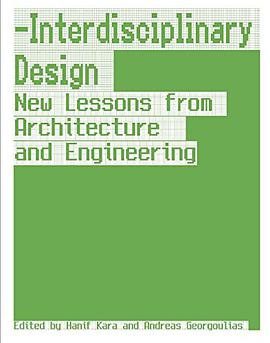 -Interdisciplinary
Design
New Lessons from
Architecture
and Engineering
Edited by Hanif Kara and Andreas Georgoulias